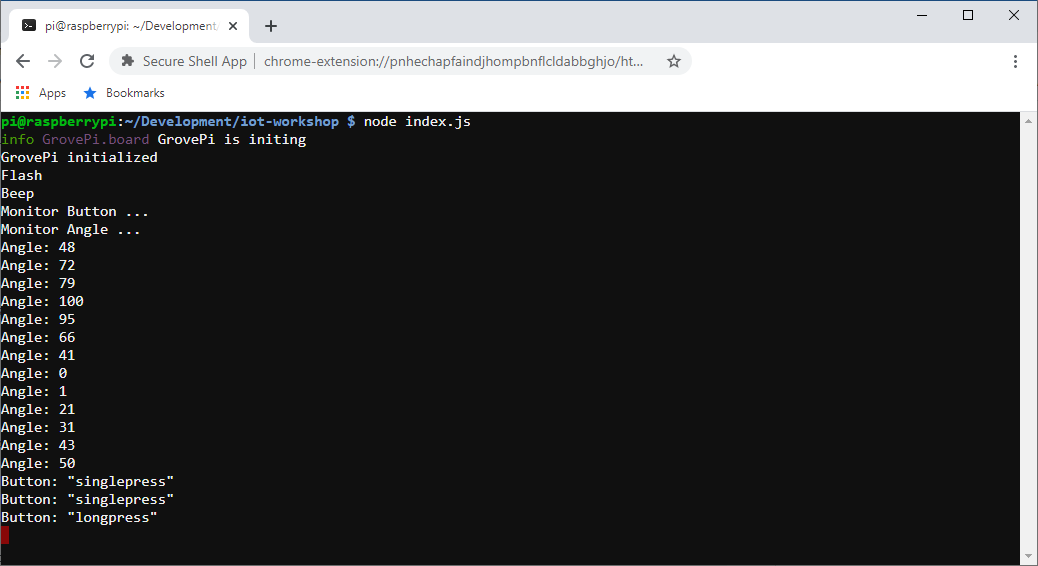 pi@raspberrypi: ~/Development/
Secure Shell App
chrome-extension://pnhechapfaindjhompbnflcldabbghjo/ht...
Apps
Bookmarks
pi@raspberrypi:~/Development/iot-workshop $ node index.js
info GrovePi.board GrovePi is initing
GrovePi initialized
Flash
Beep
Monitor Button ...
Monitor Angle ...
Angle: 48
Angle: 72
Angle: 79
Angle: 100
Angle: 95
Angle: 66
Angle: 41
Angle: 0
Angle: 1
Angle: 21
Angle: 31
Angle: 43
Angle: 50
Button: "singlepress"
Button: "singlepress"
Button: "longpress"